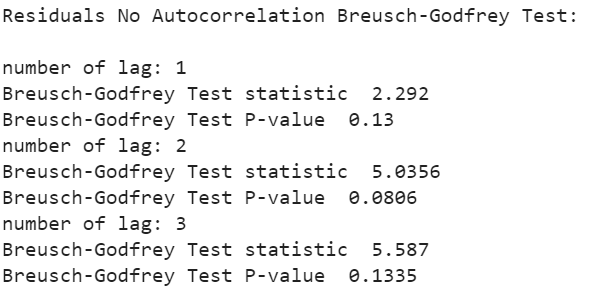 Residuals No Autocorrelation Breusch-Godfrey Test:
number of lag: 1
Breusch-Godfrey Test statistic  2.292
Breusch-Godfrey Test P-value  0.13
number of lag: 2
Breusch-Godfrey Test statistic  5.0356
Breusch-Godfrey Test P-value  0.0806
number of lag: 3
Breusch-Godfrey Test statistic  5.587
Breusch-Godfrey Test P-value  0.1335